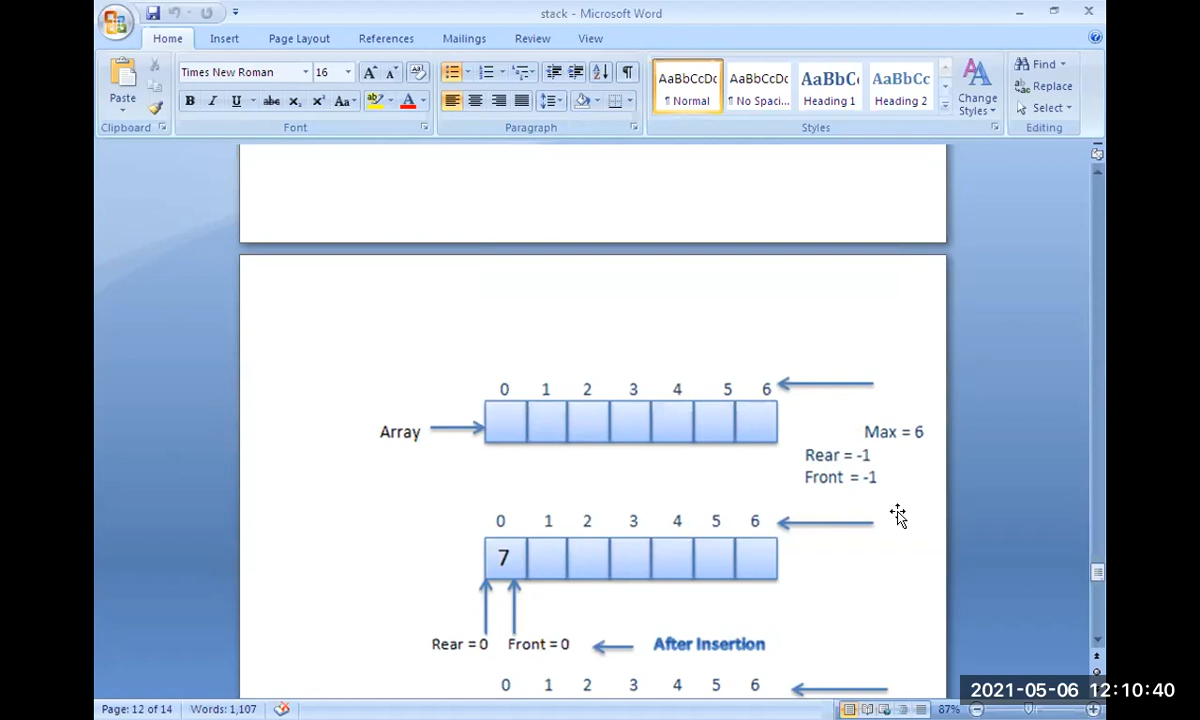 stack - Microsoft Word
Home Insert Page Layout References Mailings Review View
Paste
Clipboard
Times New Roman 16
B I U abc x₂ x² Aa
Font
Paragraph
AaBbCcDc AaBbCcDc AaBbC AaBbCc
¶ Normal ¶ No Spaci... Heading 1 Heading 2
Change Styles
Styles
Find
Replace
Select
Editing
0 1 2 3 4 5 6
Array
Max = 6
Rear = -1
Front = -1
0 1 2 3 4 5 6
7
Rear = 0 Front = 0 After Insertion
0 1 2 3 4 5 6
Page: 12 of 14 Words: 1,107 87%
2021-05-06 12:10:40